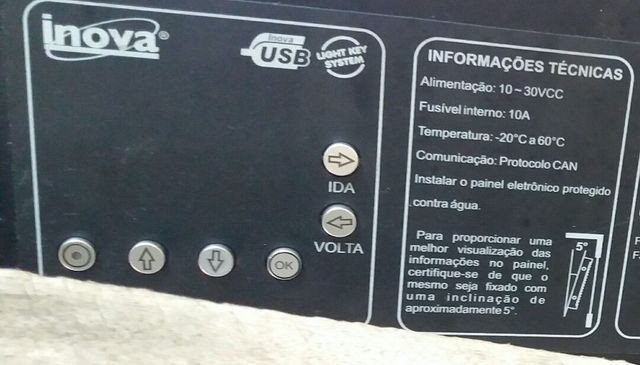 inova®
inova
USB
LIGHT KEY
SYSTEM
IDA
VOLTA
OK
INFORMAÇÕES TÉCNICAS
Alimentação: 10 ~ 30VCC
Fusível interno: 10A
Temperatura: -20°C a 60°C
Comunicação: Protocolo CAN
Instalar o painel eletrônico protegido
contra água.
Para proporcionar uma
melhor visualização das
informações no painel,
certifique-se de que o
mesmo seja fixado com
uma inclinação de
aproximadamente 5°.
5°